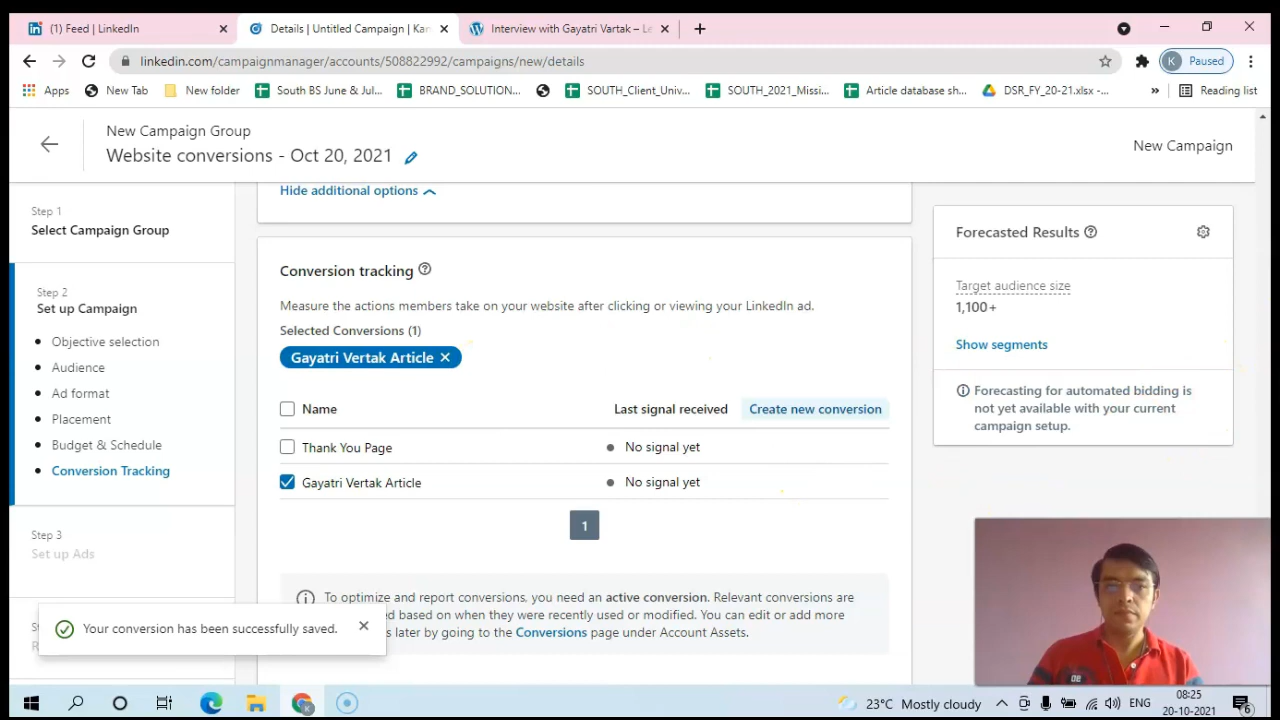 (1) Feed | LinkedIn
Details | Untitled Campaign | Kan
Interview with Gayatri Vartak – Le
linkedin.com/campaignmanager/accounts/508822992/campaigns/new/details
K Paused
Apps
New Tab
New folder
South BS June & Jul...
BRAND_SOLUTION...
SOUTH_Client_Univ...
SOUTH_2021_Missi...
Article database sh...
DSR_FY_20-21.xlsx -...
»
Reading list
New Campaign Group
Website conversions - Oct 20, 2021
New Campaign
Step 1
Select Campaign Group
Step 2
Set up Campaign
Objective selection
Audience
Ad format
Placement
Budget & Schedule
Conversion Tracking
Step 3
Set up Ads
Your conversion has been successfully saved.
Hide additional options
Conversion tracking
Measure the actions members take on your website after clicking or viewing your LinkedIn ad.
Selected Conversions (1)
Gayatri Vertak Article
Name Last signal received Create new conversion
Thank You Page No signal yet
Gayatri Vertak Article No signal yet
1
To optimize and report conversions, you need an active conversion. Relevant conversions are
d based on when they were recently used or modified. You can edit or add more
s later by going to the Conversions page under Account Assets.
Forecasted Results
Target audience size
1,100+
Show segments
Forecasting for automated bidding is
not yet available with your current
campaign setup.
23°C Mostly cloudy
ENG
08:25
20-10-2021
6